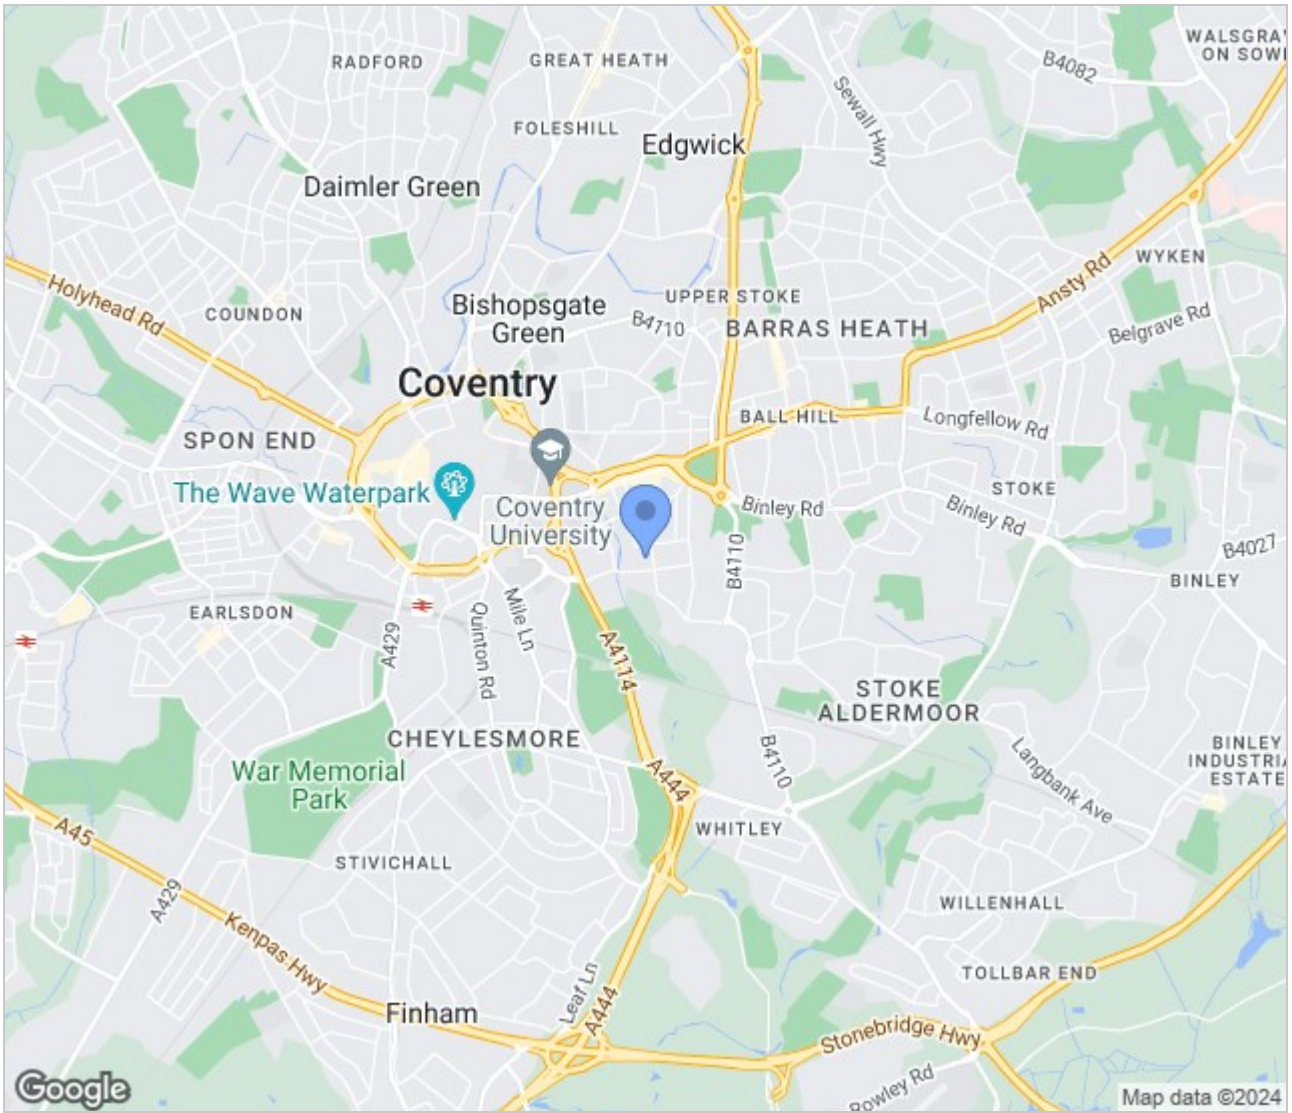 WALSGRAV
ON SOWE
RADFORD
GREAT HEATH
B4082
Sewall Hwy
FOLESHILL
Edgwick
Daimler Green
WYKEN
Ansty Rd
Holyhead Rd
COUNDON
Bishopsgate
Green
UPPER STOKE
B4110
BARRAS HEATH
Belgrave Rd
Coventry
BALL HILL
Longfellow Rd
SPON END
The Wave Waterpark
Coventry
University
STOKE
Binley Rd
Binley Rd
B4110
B4027
BINLEY
EARLSDON
A429
Quinton Rd
Mile Ln
A4114
STOKE
ALDERMOOR
CHEYLESMORE
B4110
Langbank Ave
BINLEY
INDUSTRIA
ESTATE
War Memorial
Park
A444
A45
WHITLEY
STIVICHALL
A429
WILLENHALL
Kenpas Hwy
TOLLBAR END
Leaf Ln
A444
Finham
Stonebridge Hwy
Rowley Rd
Google
Map data ©2024